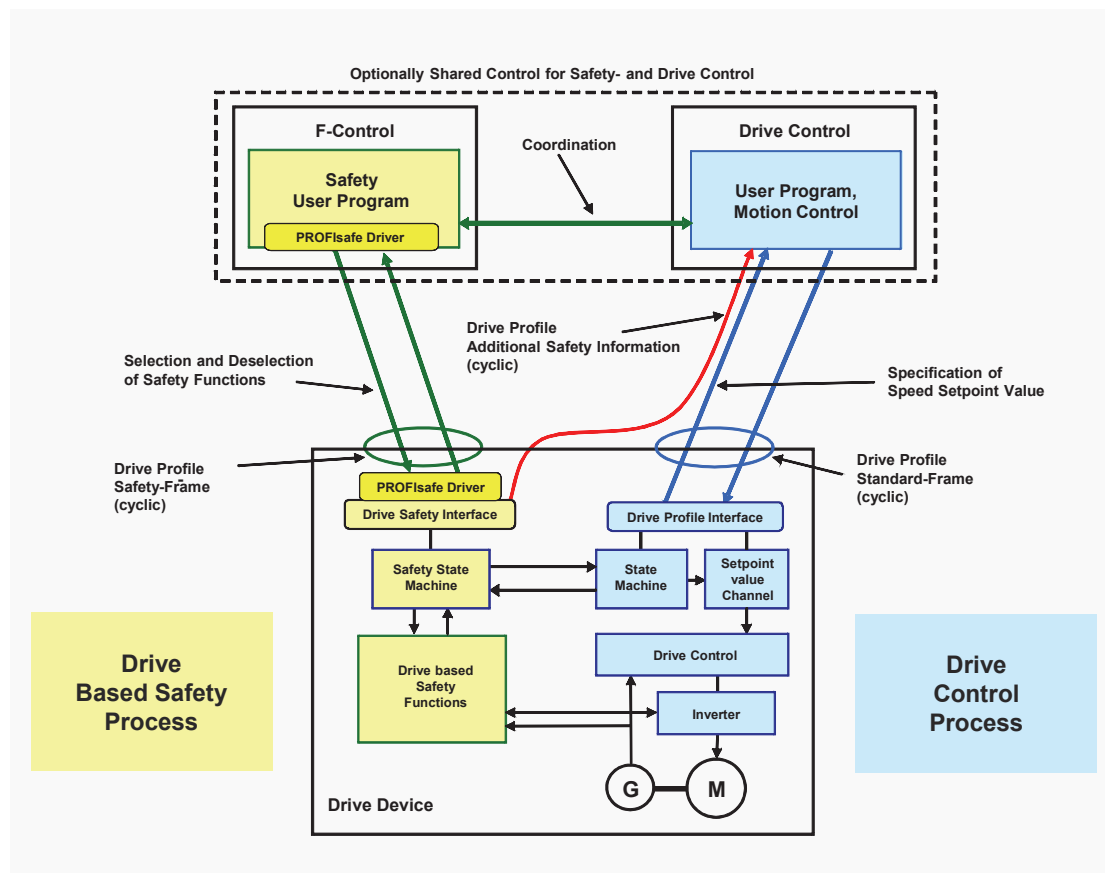 Optionally Shared Control for Safety- and Drive Control
F-Control
Safety
User Program
PROFIsafe Driver
Coordination
Drive Control
User Program,
Motion Control
Selection and Deselection
of Safety Functions
Drive Profile
Additional Safety Information
(cyclic)
Specification of
Speed Setpoint Value
Drive Profile
Safety-Frame
(cyclic)
Drive Profile
Standard-Frame
(cyclic)
PROFIsafe Driver
Drive Safety Interface
Drive Profile Interface
Safety State
Machine
State
Machine
Setpoint
value
Channel
Drive based
Safety
Functions
Drive Control
Inverter
G
M
Drive Device
Drive
Based Safety
Process
Drive
Control
Process